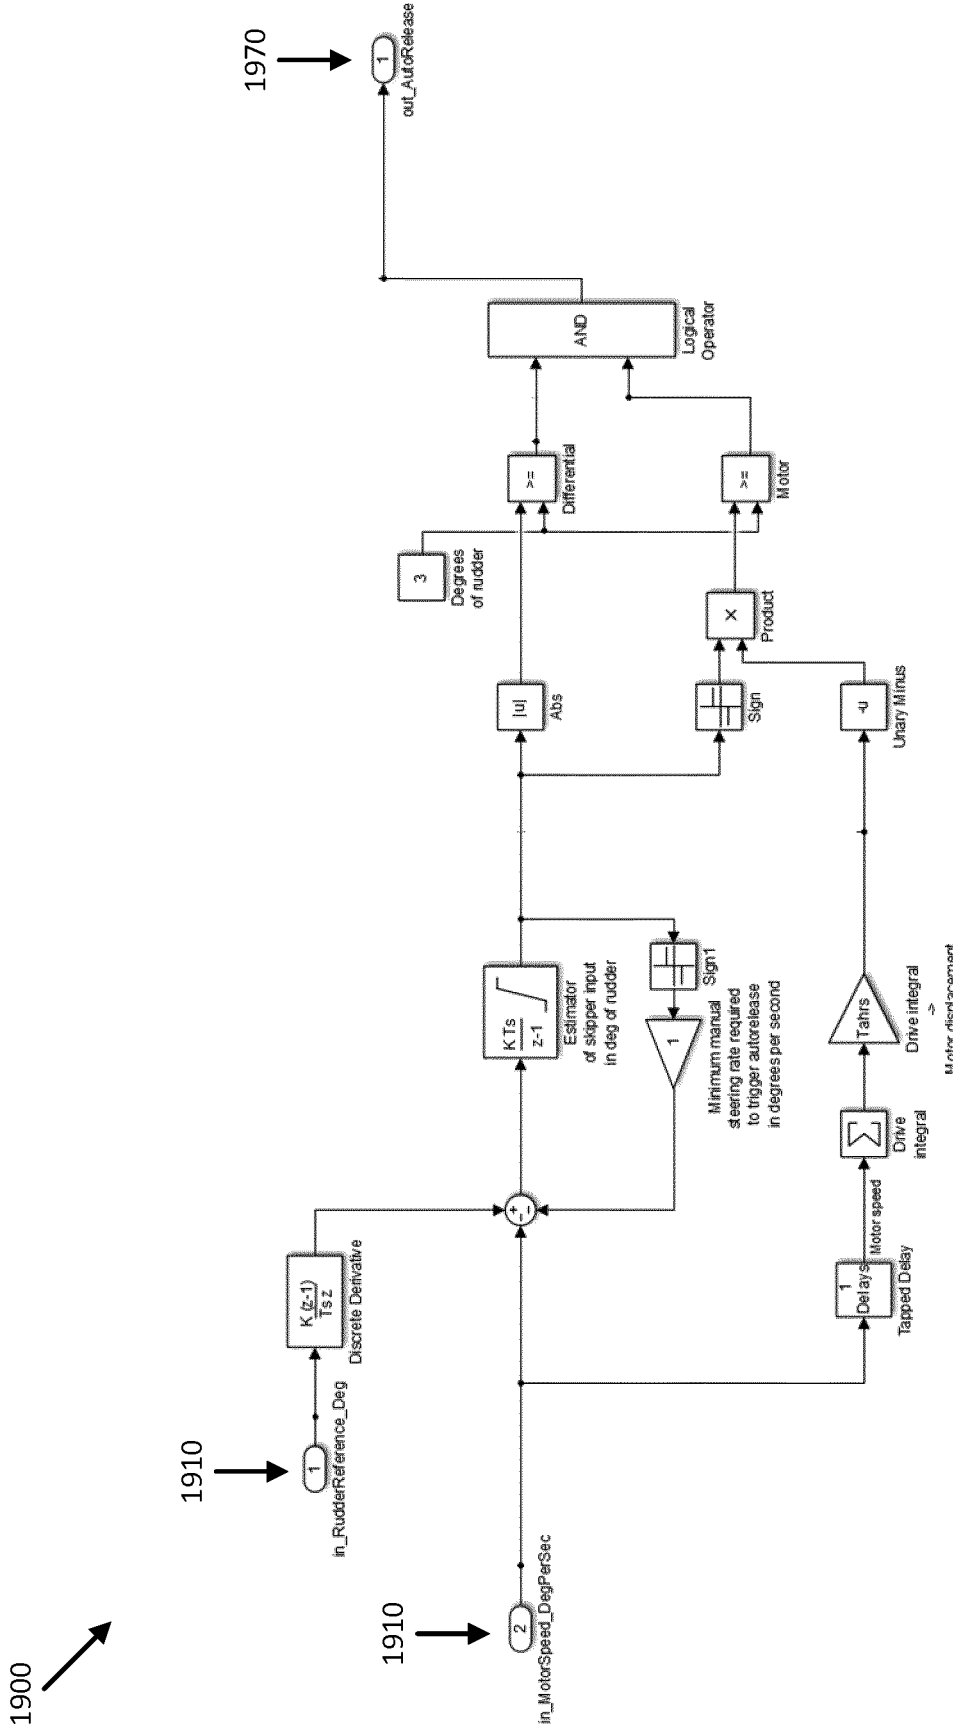 1900
1910
1
in_RudderReference_Deg
K (z-1)
Ts z
Discrete Derivative
1910
2
in_MotorSpeed_DegPerSec
KTs
z-1
Estimator
of skipper input
in deg of rudder
Sign1
1
Minimum manual
steering rate required
to trigger autorelease
in degrees per second
1
Delays
Tapped Delay
Motor speed
Σ
Drive
integral
Tahrs
Drive integral
->
Motor displacement
|u|
Abs
Sign
-u
Unary Minus
×
Product
3
Degrees
of rudder
>=
Differential
>=
Motor
AND
Logical
Operator
1970
1
out_AutoRelease